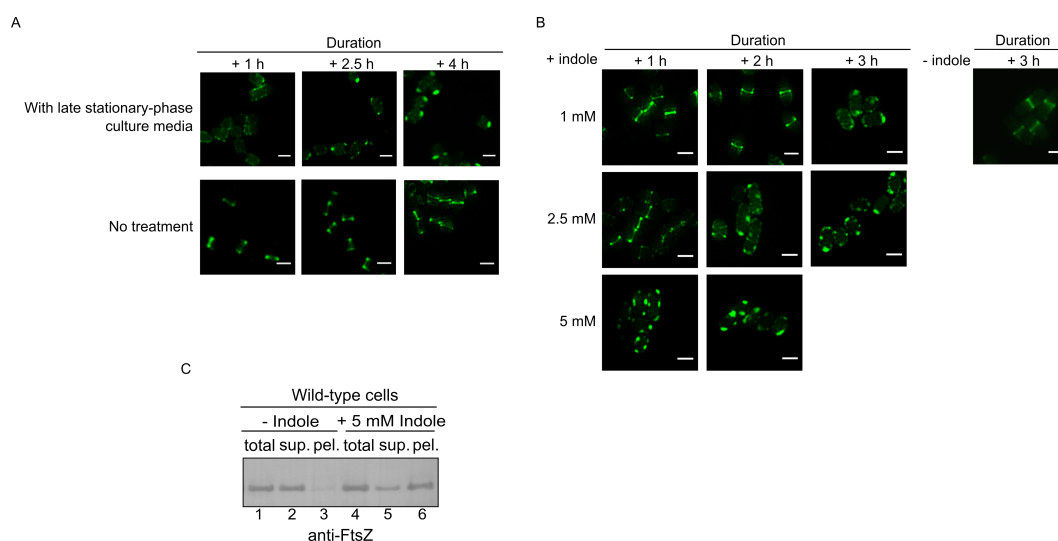 A
Duration
+ 1 h + 2.5 h + 4 h
With late stationary-phase
culture media
No treatment
B
Duration
+ indole + 1 h + 2 h + 3 h
1 mM
2.5 mM
5 mM
Duration
- indole + 3 h
C
Wild-type cells
- Indole + 5 mM Indole
total sup. pel. total sup. pel.
1 2 3 4 5 6
anti-FtsZ